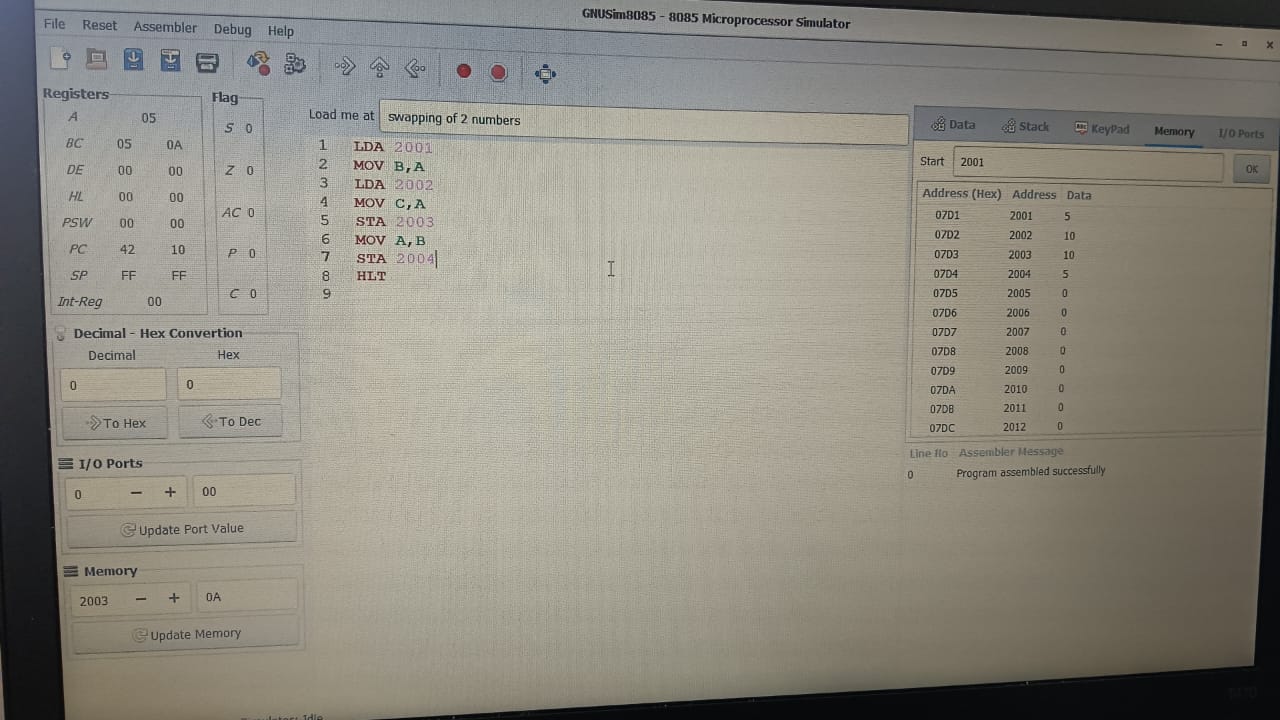 GNUSim8085 - 8085 Microprocessor Simulator
File Reset Assembler Debug Help
Registers
A 05
BC 05 0A
DE 00 00
HL 00 00
PSW 00 00
PC 42 10
SP FF FF
Int-Reg 00
Flag
S 0
Z 0
AC 0
P 0
C 0
Decimal - Hex Convertion
Decimal Hex
0 0
To Hex To Dec
I/O Ports
0 − + 00
Update Port Value
Memory
2003 − + 0A
Update Memory
Load me at swapping of 2 numbers
1 LDA 2001
2 MOV B,A
3 LDA 2002
4 MOV C,A
5 STA 2003
6 MOV A,B
7 STA 2004
8 HLT
9
Data Stack KeyPad Memory I/O Ports
Start 2001 OK
Address (Hex) Address Data
07D1 2001 5
07D2 2002 10
07D3 2003 10
07D4 2004 5
07D5 2005 0
07D6 2006 0
07D7 2007 0
07D8 2008 0
07D9 2009 0
07DA 2010 0
07DB 2011 0
07DC 2012 0
Line No Assembler Message
0 Program assembled successfully
Simulator: Idle